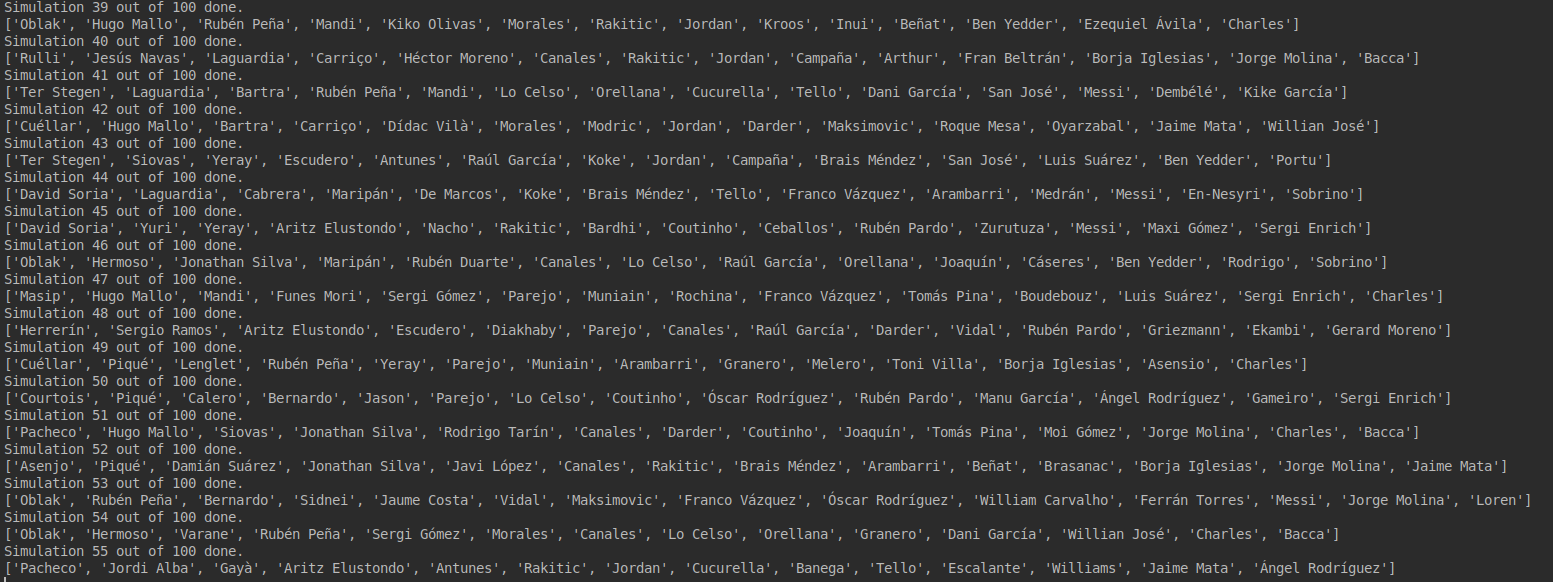 Simulation 39 out of 100 done.
['Oblak', 'Hugo Mallo', 'Rubén Peña', 'Mandi', 'Kiko Olivas', 'Morales', 'Rakitic', 'Jordan', 'Kroos', 'Inui', 'Beñat', 'Ben Yedder', 'Ezequiel Ávila', 'Charles']
Simulation 40 out of 100 done.
['Rulli', 'Jesús Navas', 'Laguardia', 'Carriço', 'Héctor Moreno', 'Canales', 'Rakitic', 'Jordan', 'Campaña', 'Arthur', 'Fran Beltrán', 'Borja Iglesias', 'Jorge Molina', 'Bacca']
Simulation 41 out of 100 done.
['Ter Stegen', 'Laguardia', 'Bartra', 'Rubén Peña', 'Mandi', 'Lo Celso', 'Orellana', 'Cucurella', 'Tello', 'Dani García', 'San José', 'Messi', 'Dembélé', 'Kike García']
Simulation 42 out of 100 done.
['Cuéllar', 'Hugo Mallo', 'Bartra', 'Carriço', 'Dídac Vilà', 'Morales', 'Modric', 'Jordan', 'Darder', 'Maksimovic', 'Roque Mesa', 'Oyarzabal', 'Jaime Mata', 'Willian José']
Simulation 43 out of 100 done.
['Ter Stegen', 'Siovas', 'Yeray', 'Escudero', 'Antunes', 'Raúl García', 'Koke', 'Jordan', 'Campaña', 'Brais Méndez', 'San José', 'Luis Suárez', 'Ben Yedder', 'Portu']
Simulation 44 out of 100 done.
['David Soria', 'Laguardia', 'Cabrera', 'Maripán', 'De Marcos', 'Koke', 'Brais Méndez', 'Tello', 'Franco Vázquez', 'Arambarri', 'Medrán', 'Messi', 'En-Nesyri', 'Sobrino']
Simulation 45 out of 100 done.
['David Soria', 'Yuri', 'Yeray', 'Aritz Elustondo', 'Nacho', 'Rakitic', 'Bardhi', 'Coutinho', 'Ceballos', 'Rubén Pardo', 'Zurutuza', 'Messi', 'Maxi Gómez', 'Sergi Enrich']
Simulation 46 out of 100 done.
['Oblak', 'Hermoso', 'Jonathan Silva', 'Maripán', 'Rubén Duarte', 'Canales', 'Lo Celso', 'Raúl García', 'Orellana', 'Joaquín', 'Cáseres', 'Ben Yedder', 'Rodrigo', 'Sobrino']
Simulation 47 out of 100 done.
['Masip', 'Hugo Mallo', 'Mandi', 'Funes Mori', 'Sergi Gómez', 'Parejo', 'Muniain', 'Rochina', 'Franco Vázquez', 'Tomás Pina', 'Boudebouz', 'Luis Suárez', 'Sergi Enrich', 'Charles']
Simulation 48 out of 100 done.
['Herrerín', 'Sergio Ramos', 'Aritz Elustondo', 'Escudero', 'Diakhaby', 'Parejo', 'Canales', 'Raúl García', 'Darder', 'Vidal', 'Rubén Pardo', 'Griezmann', 'Ekambi', 'Gerard Moreno']
Simulation 49 out of 100 done.
['Cuéllar', 'Piqué', 'Lenglet', 'Rubén Peña', 'Yeray', 'Parejo', 'Muniain', 'Arambarri', 'Granero', 'Melero', 'Toni Villa', 'Borja Iglesias', 'Asensio', 'Charles']
Simulation 50 out of 100 done.
['Courtois', 'Piqué', 'Calero', 'Bernardo', 'Jason', 'Parejo', 'Lo Celso', 'Coutinho', 'Óscar Rodríguez', 'Rubén Pardo', 'Manu García', 'Ángel Rodríguez', 'Gameiro', 'Sergi Enrich']
Simulation 51 out of 100 done.
['Pacheco', 'Hugo Mallo', 'Siovas', 'Jonathan Silva', 'Rodrigo Tarín', 'Canales', 'Darder', 'Coutinho', 'Joaquín', 'Tomás Pina', 'Moi Gómez', 'Jorge Molina', 'Charles', 'Bacca']
Simulation 52 out of 100 done.
['Asenjo', 'Piqué', 'Damián Suárez', 'Jonathan Silva', 'Javi López', 'Canales', 'Rakitic', 'Brais Méndez', 'Arambarri', 'Beñat', 'Brasanac', 'Borja Iglesias', 'Jorge Molina', 'Jaime Mata']
Simulation 53 out of 100 done.
['Oblak', 'Rubén Peña', 'Bernardo', 'Sidnei', 'Jaume Costa', 'Vidal', 'Maksimovic', 'Franco Vázquez', 'Óscar Rodríguez', 'William Carvalho', 'Ferrán Torres', 'Messi', 'Jorge Molina', 'Loren']
Simulation 54 out of 100 done.
['Oblak', 'Hermoso', 'Varane', 'Rubén Peña', 'Sergi Gómez', 'Morales', 'Canales', 'Lo Celso', 'Orellana', 'Granero', 'Dani García', 'Willian José', 'Charles', 'Bacca']
Simulation 55 out of 100 done.
['Pacheco', 'Jordi Alba', 'Gayà', 'Aritz Elustondo', 'Antunes', 'Rakitic', 'Jordan', 'Cucurella', 'Banega', 'Tello', 'Escalante', 'Williams', 'Jaime Mata', 'Ángel Rodríguez']